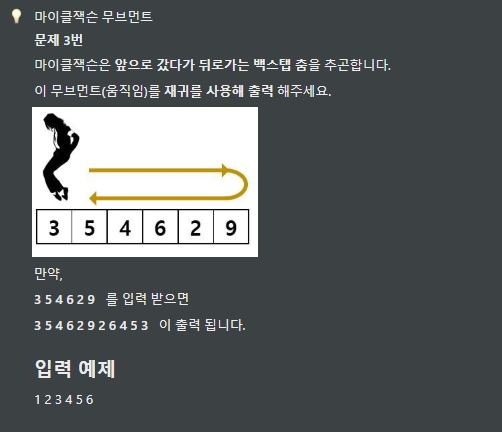 마이클잭슨 무브먼트
문제 3번
마이클잭슨은 앞으로 갔다가 뒤로가는 백스탭 춤을 추곤합니다.
이 무브먼트(움직임)를 재귀를 사용해 출력 해주세요.
3 5 4 6 2 9
만약,
3 5 4 6 2 9 를 입력 받으면
3 5 4 6 2 9 2 6 4 5 3 이 출력 됩니다.
입력 예제
1 2 3 4 5 6